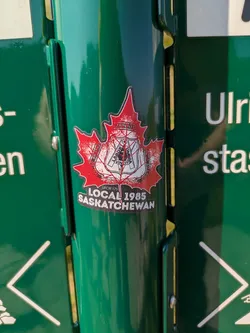 s-
en
Ulri
stas
LOCAL 1985
SASKATCHEWAN